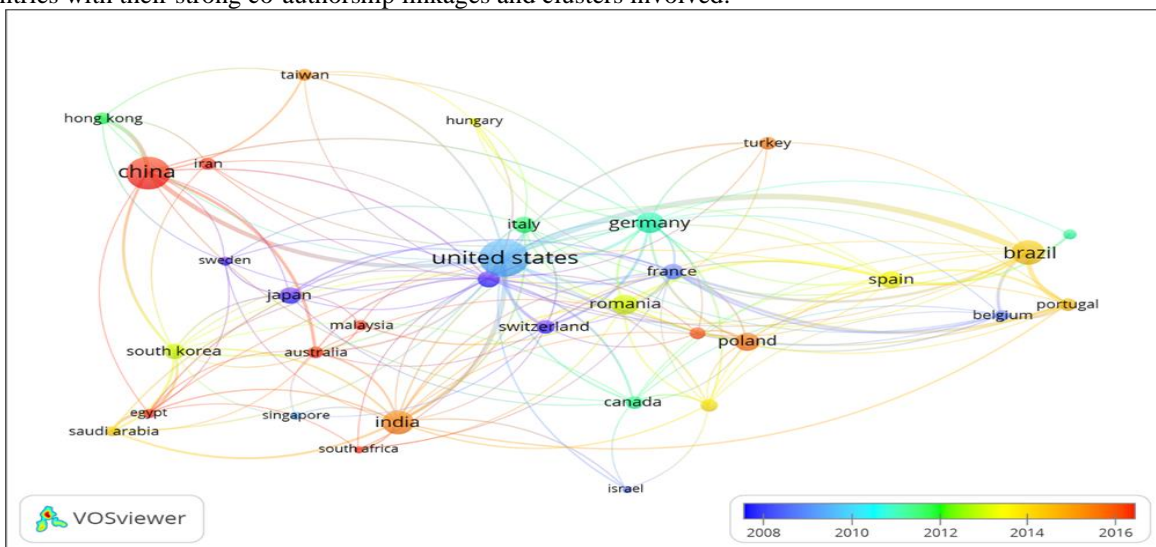 ntries with their strong co-authorship linkages and clusters involved.
taiwan
hong kong
hungary
turkey
iran
china
italy
germany
united states
brazil
sweden
france
spain
japan
romania
portugal
belgium
malaysia
switzerland
poland
south korea
australia
canada
egypt
singapore
india
saudi arabia
south africa
israel
VOSviewer
2008 2010 2012 2014 2016